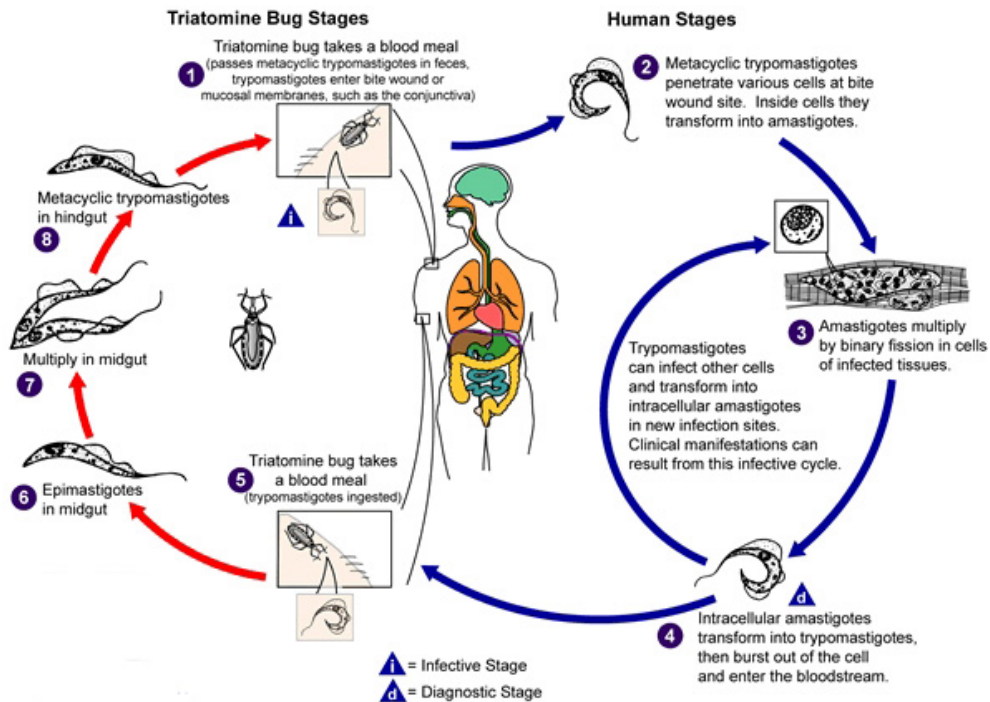 Triatomine Bug Stages
Human Stages
1
Triatomine bug takes a blood meal
(passes metacyclic trypomastigotes in feces,
trypomastigotes enter bite wound or
mucosal membranes, such as the conjunctiva)
i
2
Metacyclic trypomastigotes
penetrate various cells at bite
wound site. Inside cells they
transform into amastigotes.
3
Amastigotes multiply
by binary fission in cells
of infected tissues.
Trypomastigotes
can infect other cells
and transform into
intracellular amastigotes
in new infection sites.
Clinical manifestations can
result from this infective cycle.
d
4
Intracellular amastigotes
transform into trypomastigotes,
then burst out of the cell
and enter the bloodstream.
5
Triatomine bug takes
a blood meal
(trypomastigotes ingested)
6
Epimastigotes
in midgut
Multiply in midgut
7
Metacyclic trypomastigotes
in hindgut
8
i = Infective Stage
d = Diagnostic Stage